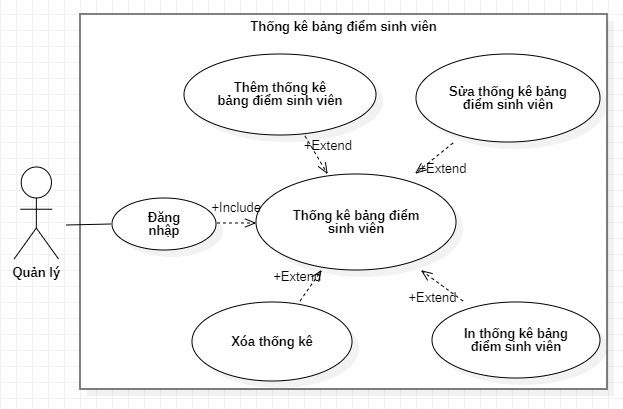 Thống kê bảng điểm sinh viên
Thêm thống kê
bảng điểm sinh viên
Sửa thống kê bảng
điểm sinh viên
+Extend
+Extend
+Include
Đăng
nhập
Thống kê bảng điểm
sinh viên
Quản lý
+Extend
+Extend
Xóa thống kê
In thống kê bảng
điểm sinh viên